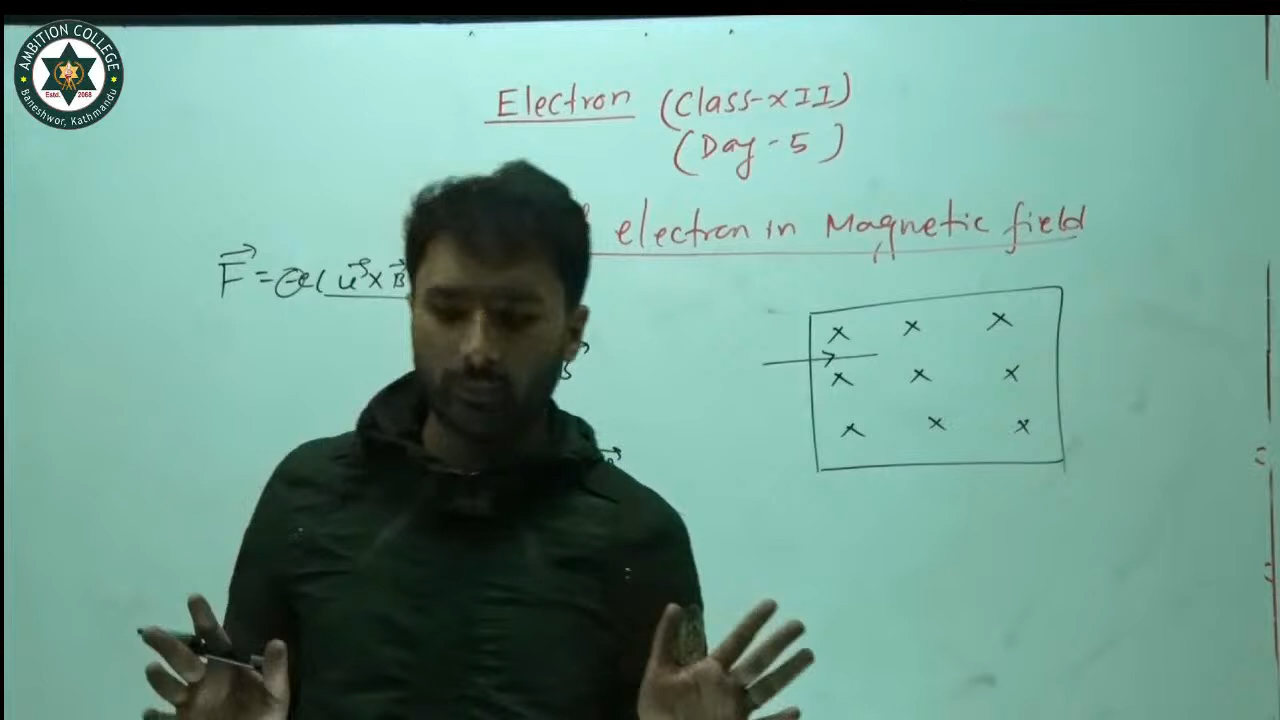 AMBITION COLLEGE
Estd. 2068
Baneshwor, Kathmandu
Electron (Class-XII)
(Day-5)
electron in Magnetic field
F⃗ = ⊖e( u⃗ × B⃗
× × ×
× × ×
× × ×